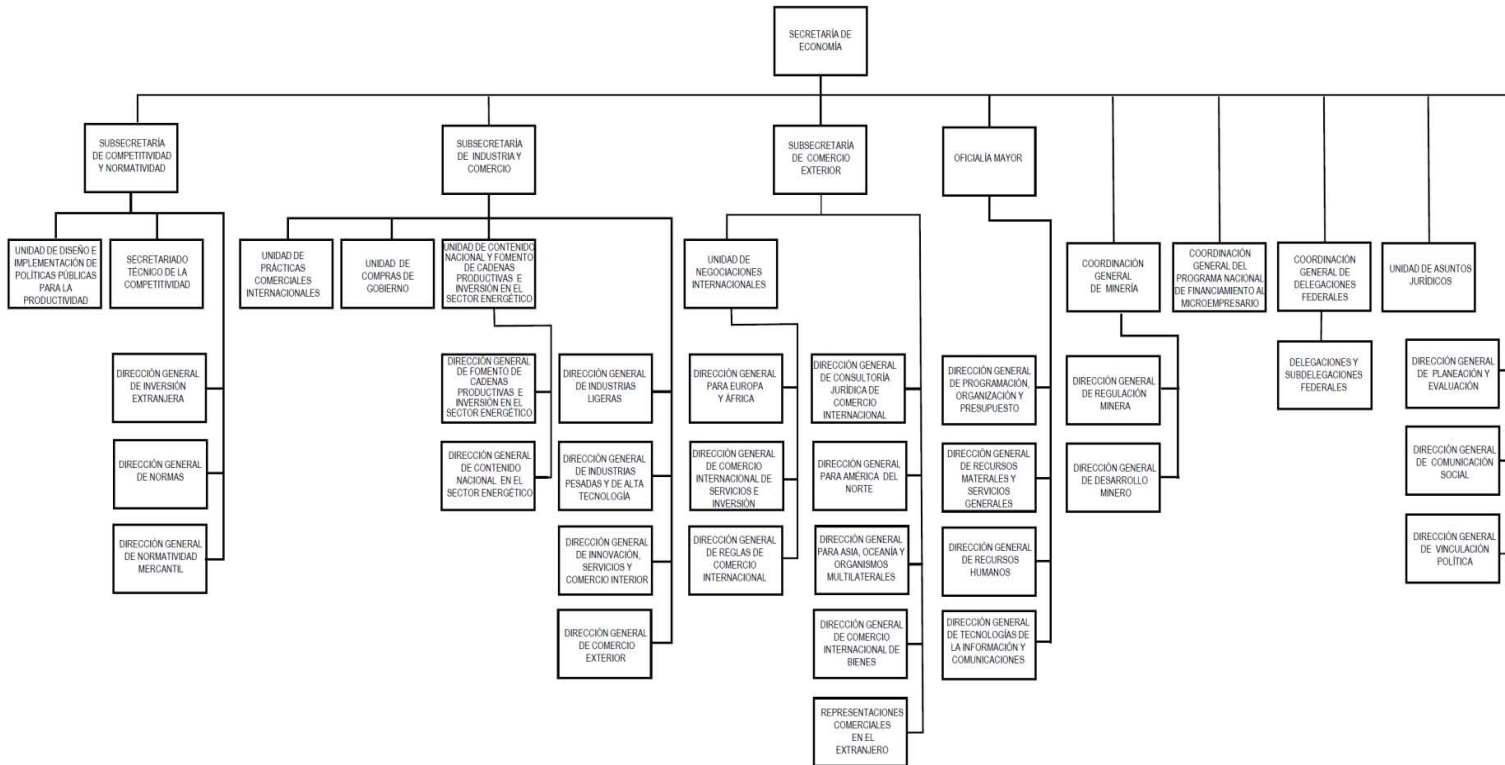 SECRETARÍA DE
ECONOMÍA
SUBSECRETARÍA
DE COMPETITIVIDAD
Y NORMATIVIDAD
SUBSECRETARÍA
DE INDUSTRIA Y
COMERCIO
SUBSECRETARÍA
DE COMERCIO
EXTERIOR
OFICIALÍA MAYOR
UNIDAD DE DISEÑO E
IMPLEMENTACIÓN DE
POLÍTICAS PÚBLICAS
PARA LA
PRODUCTIVIDAD
SECRETARIADO
TÉCNICO DE LA
COMPETITIVIDAD
UNIDAD DE
PRÁCTICAS
COMERCIALES
INTERNACIONALES
UNIDAD DE
COMPRAS DE
GOBIERNO
UNIDAD DE CONTENIDO
NACIONAL Y FOMENTO
DE CADENAS
PRODUCTIVAS E
INVERSIÓN EN EL
SECTOR ENERGÉTICO
UNIDAD DE
NEGOCIACIONES
INTERNACIONALES
COORDINACIÓN
GENERAL
DE MINERÍA
COORDINACIÓN
GENERAL DEL
PROGRAMA NACIONAL
DE FINANCIAMIENTO AL
MICROEMPRESARIO
COORDINACIÓN
GENERAL DE
DELEGACIONES
FEDERALES
UNIDAD DE ASUNTOS
JURÍDICOS
DIRECCIÓN GENERAL
DE INVERSIÓN
EXTRANJERA
DIRECCIÓN GENERAL
DE FOMENTO DE
CADENAS
PRODUCTIVAS E
INVERSIÓN EN EL
SECTOR ENERGÉTICO
DIRECCIÓN GENERAL
DE INDUSTRIAS
LIGERAS
DIRECCIÓN GENERAL
PARA EUROPA
Y ÁFRICA
DIRECCIÓN GENERAL
DE CONSULTORÍA
JURÍDICA DE
COMERCIO
INTERNACIONAL
DIRECCIÓN GENERAL
DE PROGRAMACIÓN,
ORGANIZACIÓN Y
PRESUPUESTO
DIRECCIÓN GENERAL
DE REGULACIÓN
MINERA
DELEGACIONES Y
SUBDELEGACIONES
FEDERALES
DIRECCIÓN GENERAL
DE PLANEACIÓN Y
EVALUACIÓN
DIRECCIÓN GENERAL
DE NORMAS
DIRECCIÓN GENERAL
DE CONTENIDO
NACIONAL EN EL
SECTOR ENERGÉTICO
DIRECCIÓN GENERAL
DE INDUSTRIAS
PESADAS Y DE ALTA
TECNOLOGÍA
DIRECCIÓN GENERAL
DE COMERCIO
INTERNACIONAL DE
SERVICIOS E
INVERSIÓN
DIRECCIÓN GENERAL
PARA AMÉRICA DEL
NORTE
DIRECCIÓN GENERAL
DE RECURSOS
MATERALES Y
SERVICIOS
GENERALES
DIRECCIÓN GENERAL
DE DESARROLLO
MINERO
DIRECCIÓN GENERAL
DE COMUNICACIÓN
SOCIAL
DIRECCIÓN GENERAL
DE NORMATIVIDAD
MERCANTIL
DIRECCIÓN GENERAL
DE INNOVACIÓN,
SERVICIOS Y
COMERCIO INTERIOR
DIRECCIÓN GENERAL
DE REGLAS DE
COMERCIO
INTERNACIONAL
DIRECCIÓN GENERAL
PARA ASIA, OCEANÍA Y
ORGANISMOS
MULTILATERALES
DIRECCIÓN GENERAL
DE RECURSOS
HUMANOS
DIRECCIÓN GENERAL
DE VINCULACIÓN
POLÍTICA
DIRECCIÓN GENERAL
DE COMERCIO
EXTERIOR
DIRECCIÓN GENERAL
DE COMERCIO
INTERNACIONAL DE
BIENES
DIRECCIÓN GENERAL
DE TECNOLOGÍAS DE
LA INFORMACIÓN Y
COMUNICACIONES
REPRESENTACIONES
COMERCIALES
EN EL
EXTRANJERO